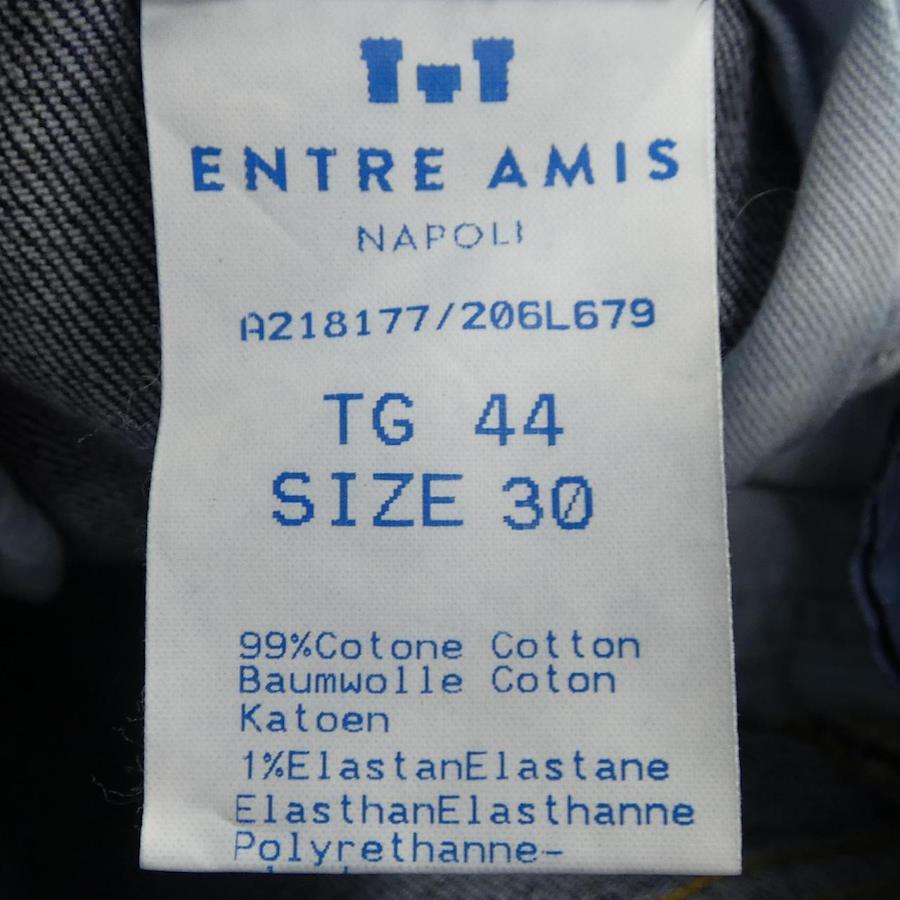 ENTRE AMIS
NAPOLI
A218177/206L679
TG 44
SIZE 30
99%Cotone Cotton
Baumwolle Coton
Katoen
1%ElastanElastane
ElasthanElasthanne
Polyrethanne-